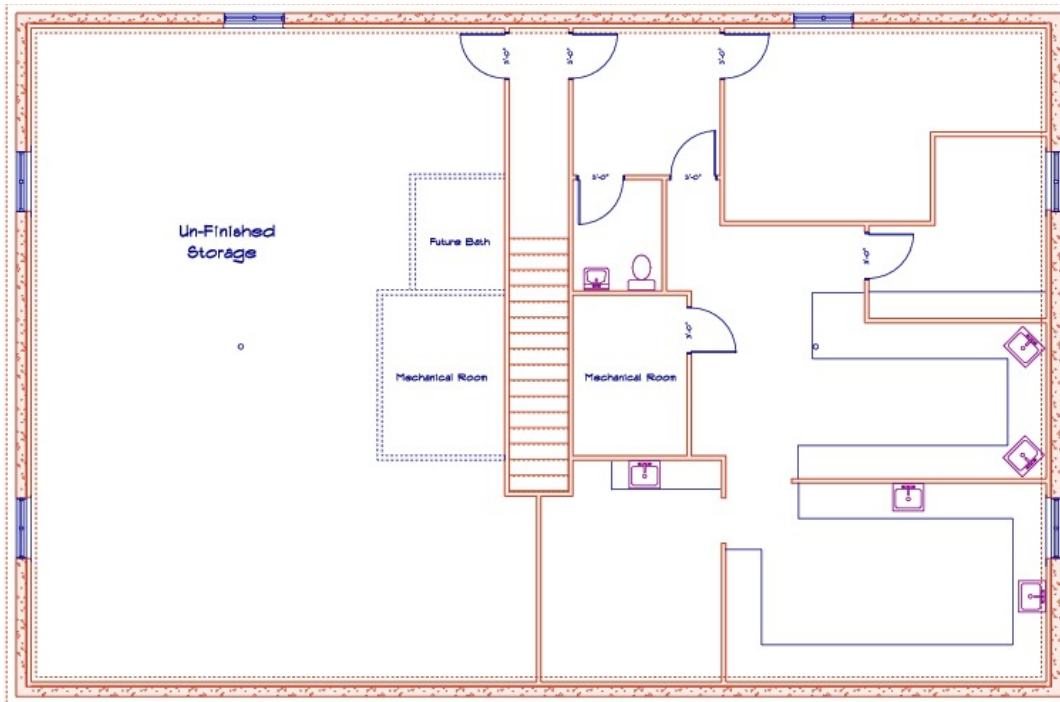 3'-0"
3'-0"
3'-0"
3'-0"
3'-0"
Un-Finished
Storage
Future Bath
3'-0"
3'-0"
Mechanical Room
Mechanical Room